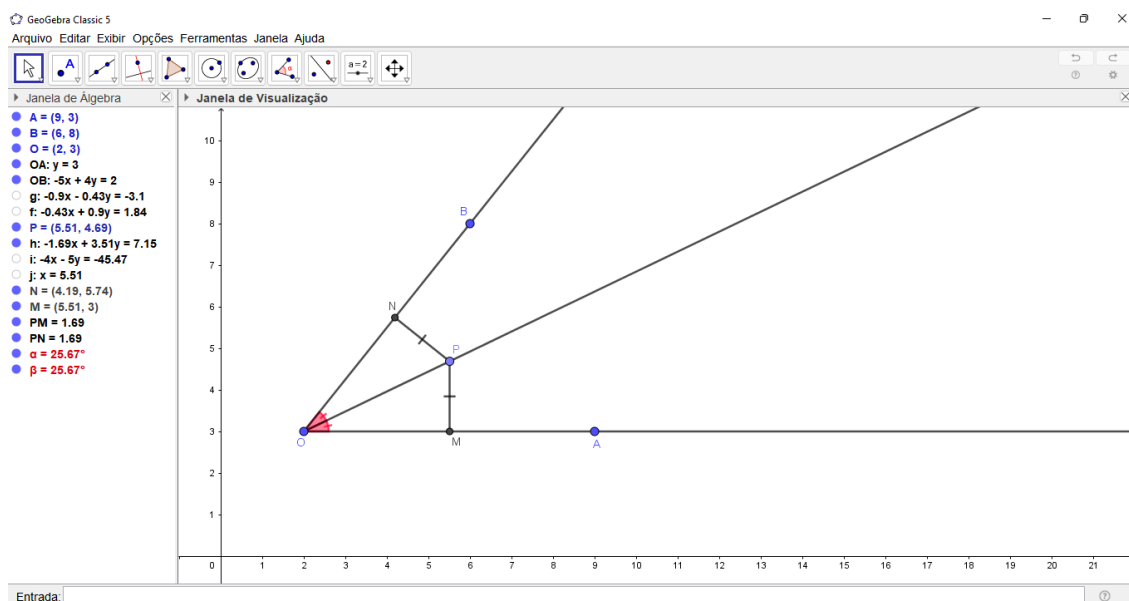 GeoGebra Classic 5
Arquivo Editar Exibir Opções Ferramentas Janela Ajuda
A
α
a=2
Janela de Álgebra
Janela de Visualização
A = (9, 3)
B = (6, 8)
O = (2, 3)
OA: y = 3
OB: -5x + 4y = 2
g: -0.9x - 0.43y = -3.1
f: -0.43x + 0.9y = 1.84
P = (5.51, 4.69)
h: -1.69x + 3.51y = 7.15
i: -4x - 5y = -45.47
j: x = 5.51
N = (4.19, 5.74)
M = (5.51, 3)
PM = 1.69
PN = 1.69
α = 25.67°
β = 25.67°
10
9
8
7
6
5
4
3
2
1
B
N
P
O
M
A
0 1 2 3 4 5 6 7 8 9 10 11 12 13 14 15 16 17 18 19 20 21
Entrada: